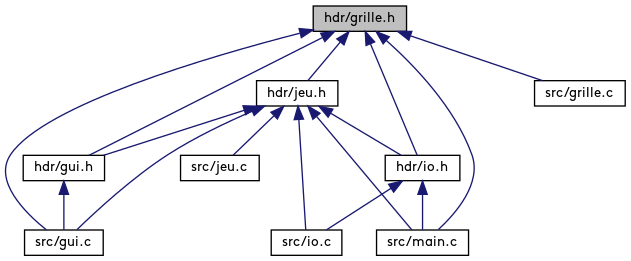 hdr/grille.h
hdr/jeu.h
src/grille.c
hdr/gui.h
src/jeu.c
hdr/io.h
src/gui.c
src/io.c
src/main.c